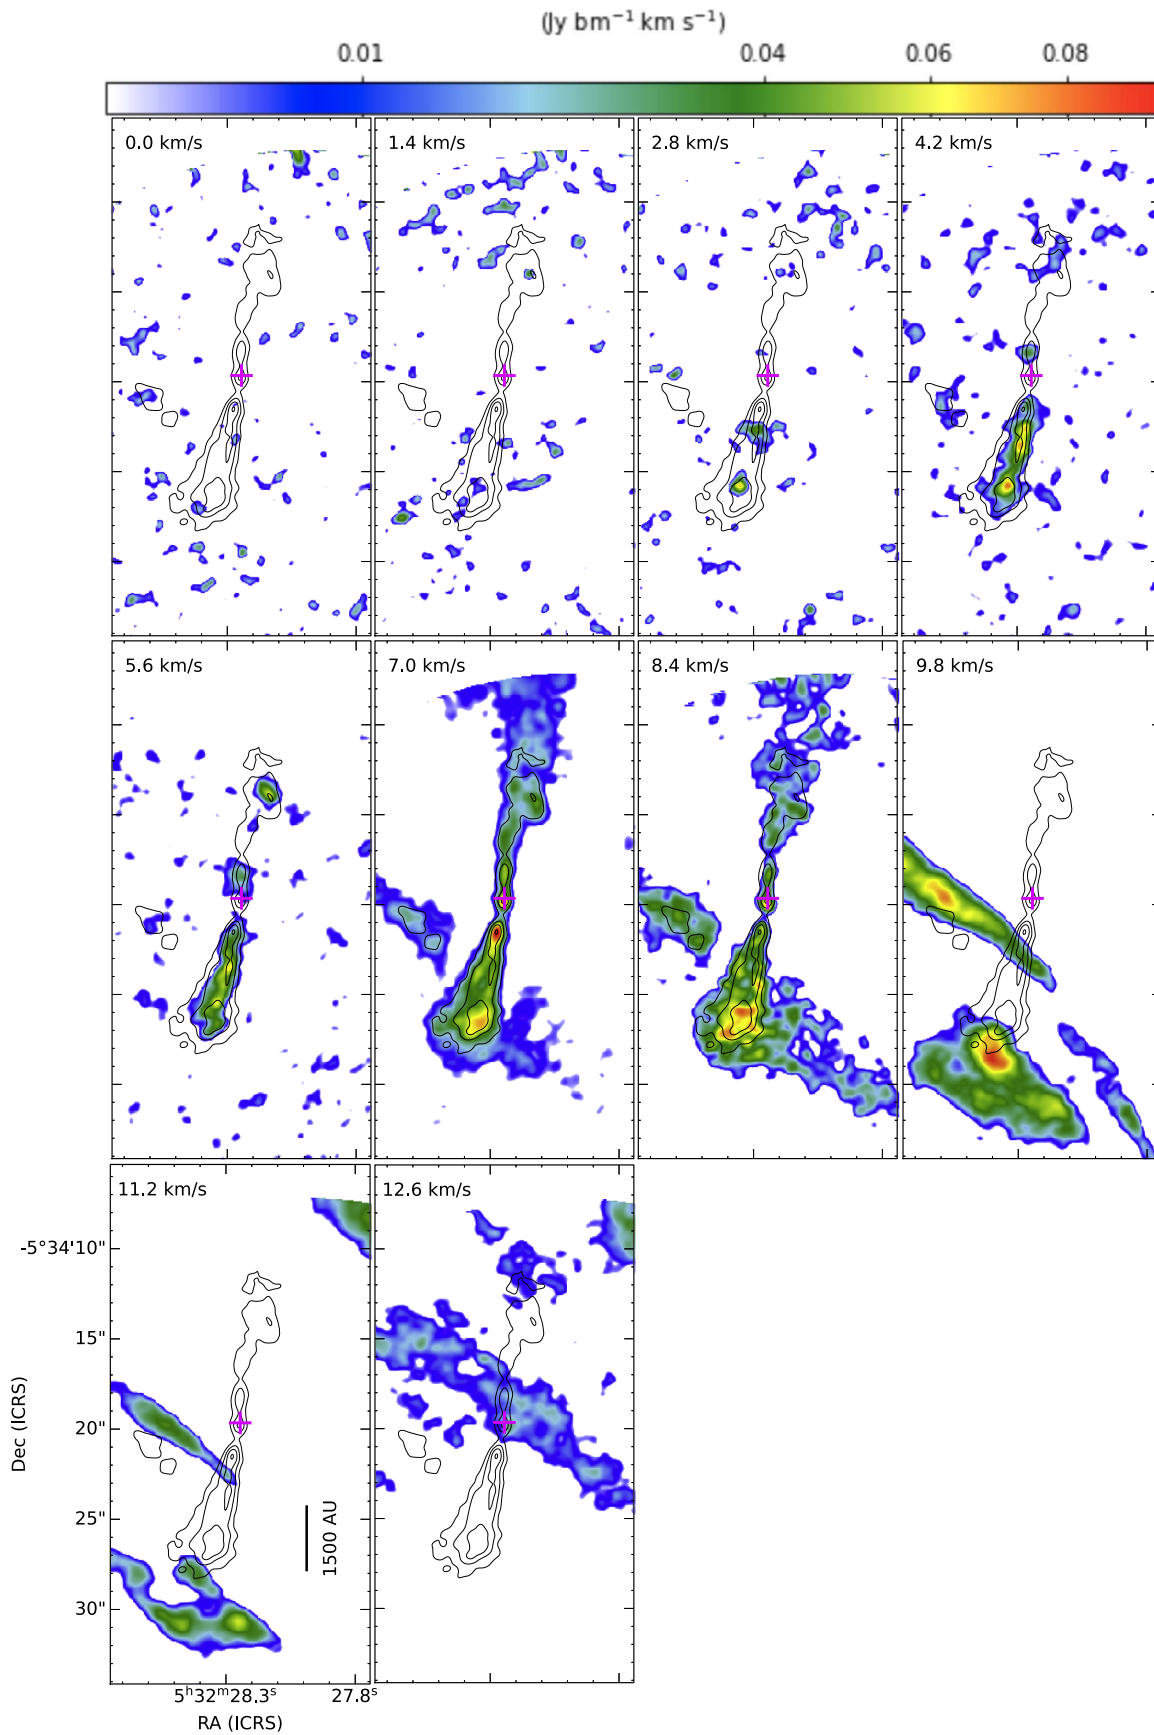 (Jy bm⁻¹ km s⁻¹)
0.01 0.04 0.06 0.08
0.0 km/s 1.4 km/s 2.8 km/s 4.2 km/s
5.6 km/s 7.0 km/s 8.4 km/s 9.8 km/s
11.2 km/s 12.6 km/s
-5°34'10"
15"
20"
25"
30"
Dec (ICRS)
1500 AU
5ʰ32ᵐ28.3ˢ 27.8ˢ
RA (ICRS)